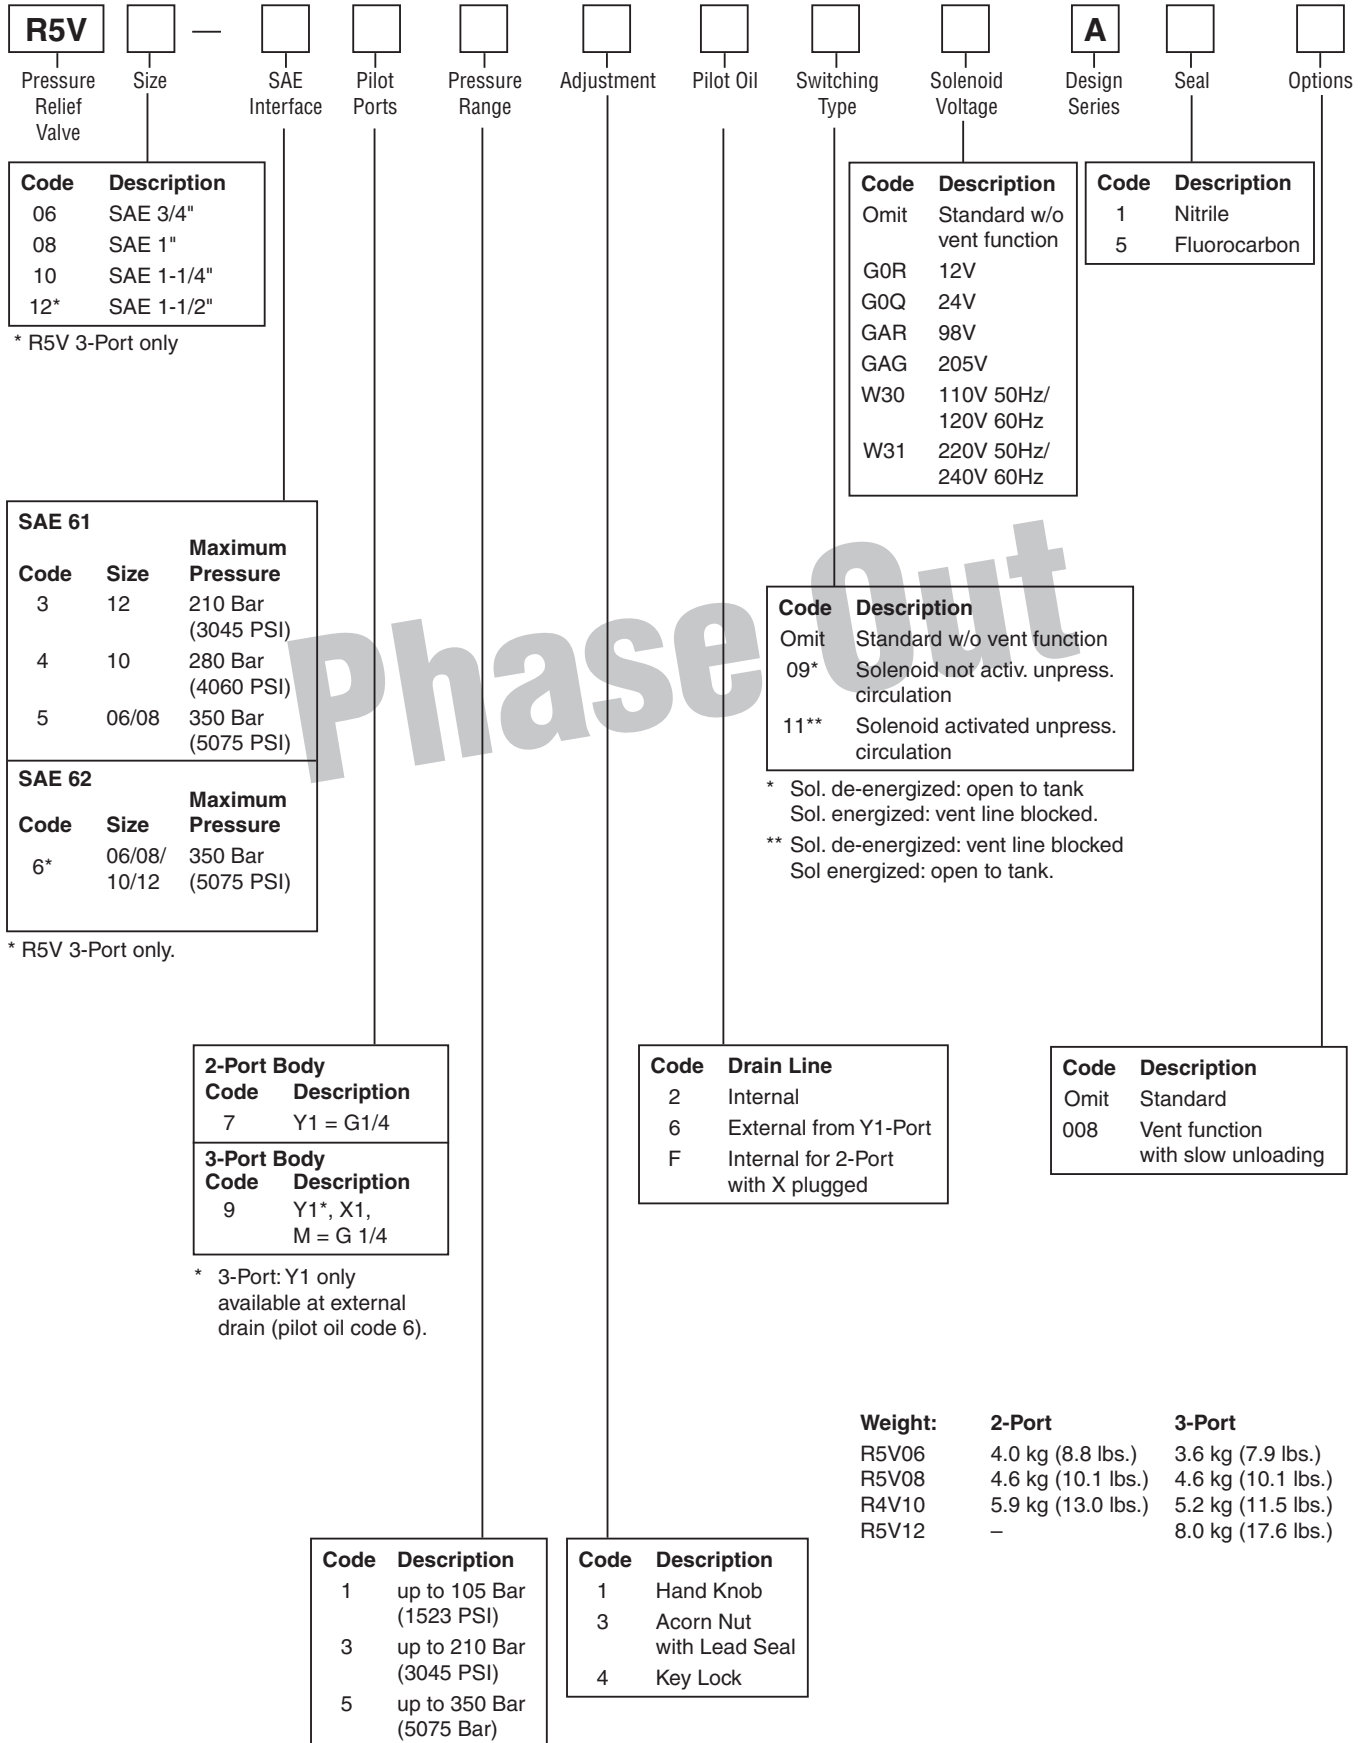 R5V — A
Pressure Relief Valve
Size
SAE Interface
Pilot Ports
Pressure Range
Adjustment
Pilot Oil
Switching Type
Solenoid Voltage
Design Series
Seal
Options
Code Description
06 SAE 3/4"
08 SAE 1"
10 SAE 1-1/4"
12* SAE 1-1/2"
* R5V 3-Port only
Code Description
Omit Standard w/o
vent function
G0R 12V
G0Q 24V
GAR 98V
GAG 205V
W30 110V 50Hz/
120V 60Hz
W31 220V 50Hz/
240V 60Hz
Code Description
1 Nitrile
5 Fluorocarbon
SAE 61
Maximum
Code Size Pressure
3 12 210 Bar
(3045 PSI)
4 10 280 Bar
(4060 PSI)
5 06/08 350 Bar
(5075 PSI)
SAE 62
Maximum
Code Size Pressure
6* 06/08/ 350 Bar
10/12 (5075 PSI)
* R5V 3-Port only.
Phase Out
Code Description
Omit Standard w/o vent function
09* Solenoid not activ. unpress.
circulation
11** Solenoid activated unpress.
circulation
* Sol. de-energized: open to tank
Sol. energized: vent line blocked.
** Sol. de-energized: vent line blocked
Sol energized: open to tank.
2-Port Body
Code Description
7 Y1 = G1/4
3-Port Body
Code Description
9 Y1*, X1,
M = G 1/4
* 3-Port: Y1 only
available at external
drain (pilot oil code 6).
Code Drain Line
2 Internal
6 External from Y1-Port
F Internal for 2-Port
with X plugged
Code Description
Omit Standard
008 Vent function
with slow unloading
Weight: 2-Port 3-Port
R5V06 4.0 kg (8.8 lbs.) 3.6 kg (7.9 lbs.)
R5V08 4.6 kg (10.1 lbs.) 4.6 kg (10.1 lbs.)
R4V10 5.9 kg (13.0 lbs.) 5.2 kg (11.5 lbs.)
R5V12 – 8.0 kg (17.6 lbs.)
Code Description
1 up to 105 Bar
(1523 PSI)
3 up to 210 Bar
(3045 PSI)
5 up to 350 Bar
(5075 Bar)
Code Description
1 Hand Knob
3 Acorn Nut
with Lead Seal
4 Key Lock